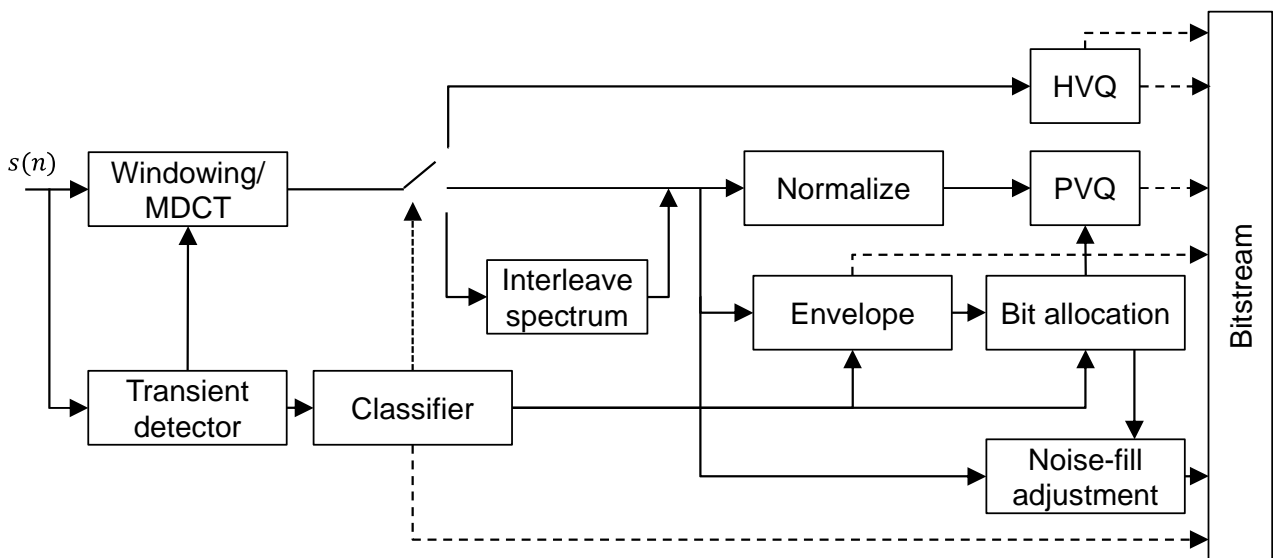 HVQ
s(n)
Windowing/
MDCT
Normalize
PVQ
Interleave
spectrum
Envelope
Bit allocation
Bitstream
Transient
detector
Classifier
Noise-fill
adjustment